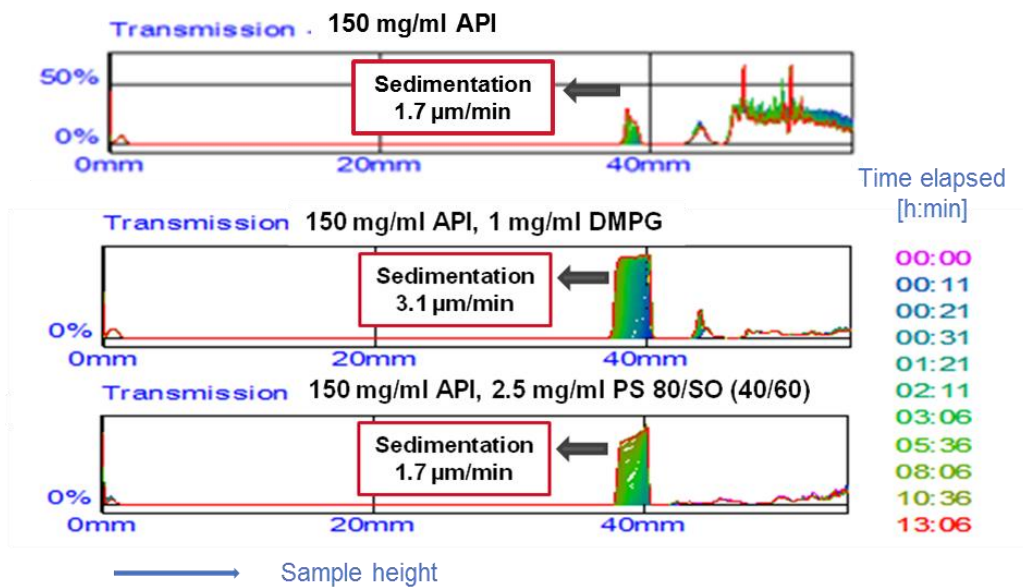 Transmission . 150 mg/ml API
50%
Sedimentation
1.7 µm/min
0%
0mm 20mm 40mm
Time elapsed
[h:min]
Transmission 150 mg/ml API, 1 mg/ml DMPG
Sedimentation
3.1 µm/min
0%
0mm 20mm 40mm
Transmission 150 mg/ml API, 2.5 mg/ml PS 80/SO (40/60)
Sedimentation
1.7 µm/min
0%
0mm 20mm 40mm
00:00
00:11
00:21
00:31
01:21
02:11
03:06
05:36
08:06
10:36
13:06
Sample height